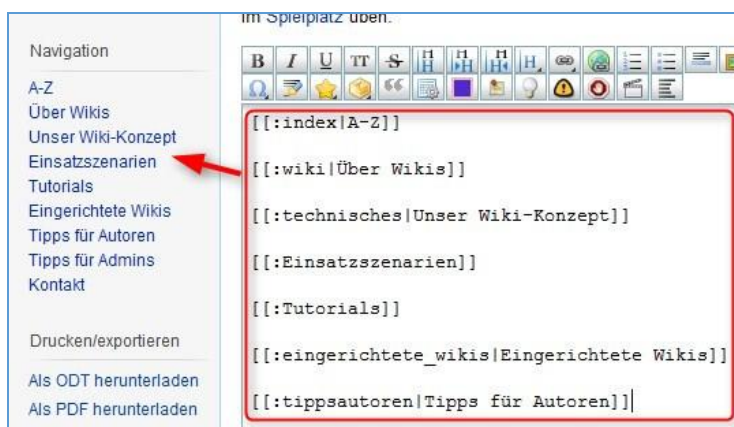 im Spielplatz üben.
Navigation
A-Z
Über Wikis
Unser Wiki-Konzept
Einsatzszenarien
Tutorials
Eingerichtete Wikis
Tipps für Autoren
Tipps für Admins
Kontakt
Drucken/exportieren
Als ODT herunterladen
Als PDF herunterladen
B I U TT S H H H H
Ω
[[:index|A-Z]]
[[:wiki|Über Wikis]]
[[:technisches|Unser Wiki-Konzept]]
[[:Einsatzszenarien]]
[[:Tutorials]]
[[:eingerichtete_wikis|Eingerichtete Wikis]]
[[:tippsautoren|Tipps für Autoren]]